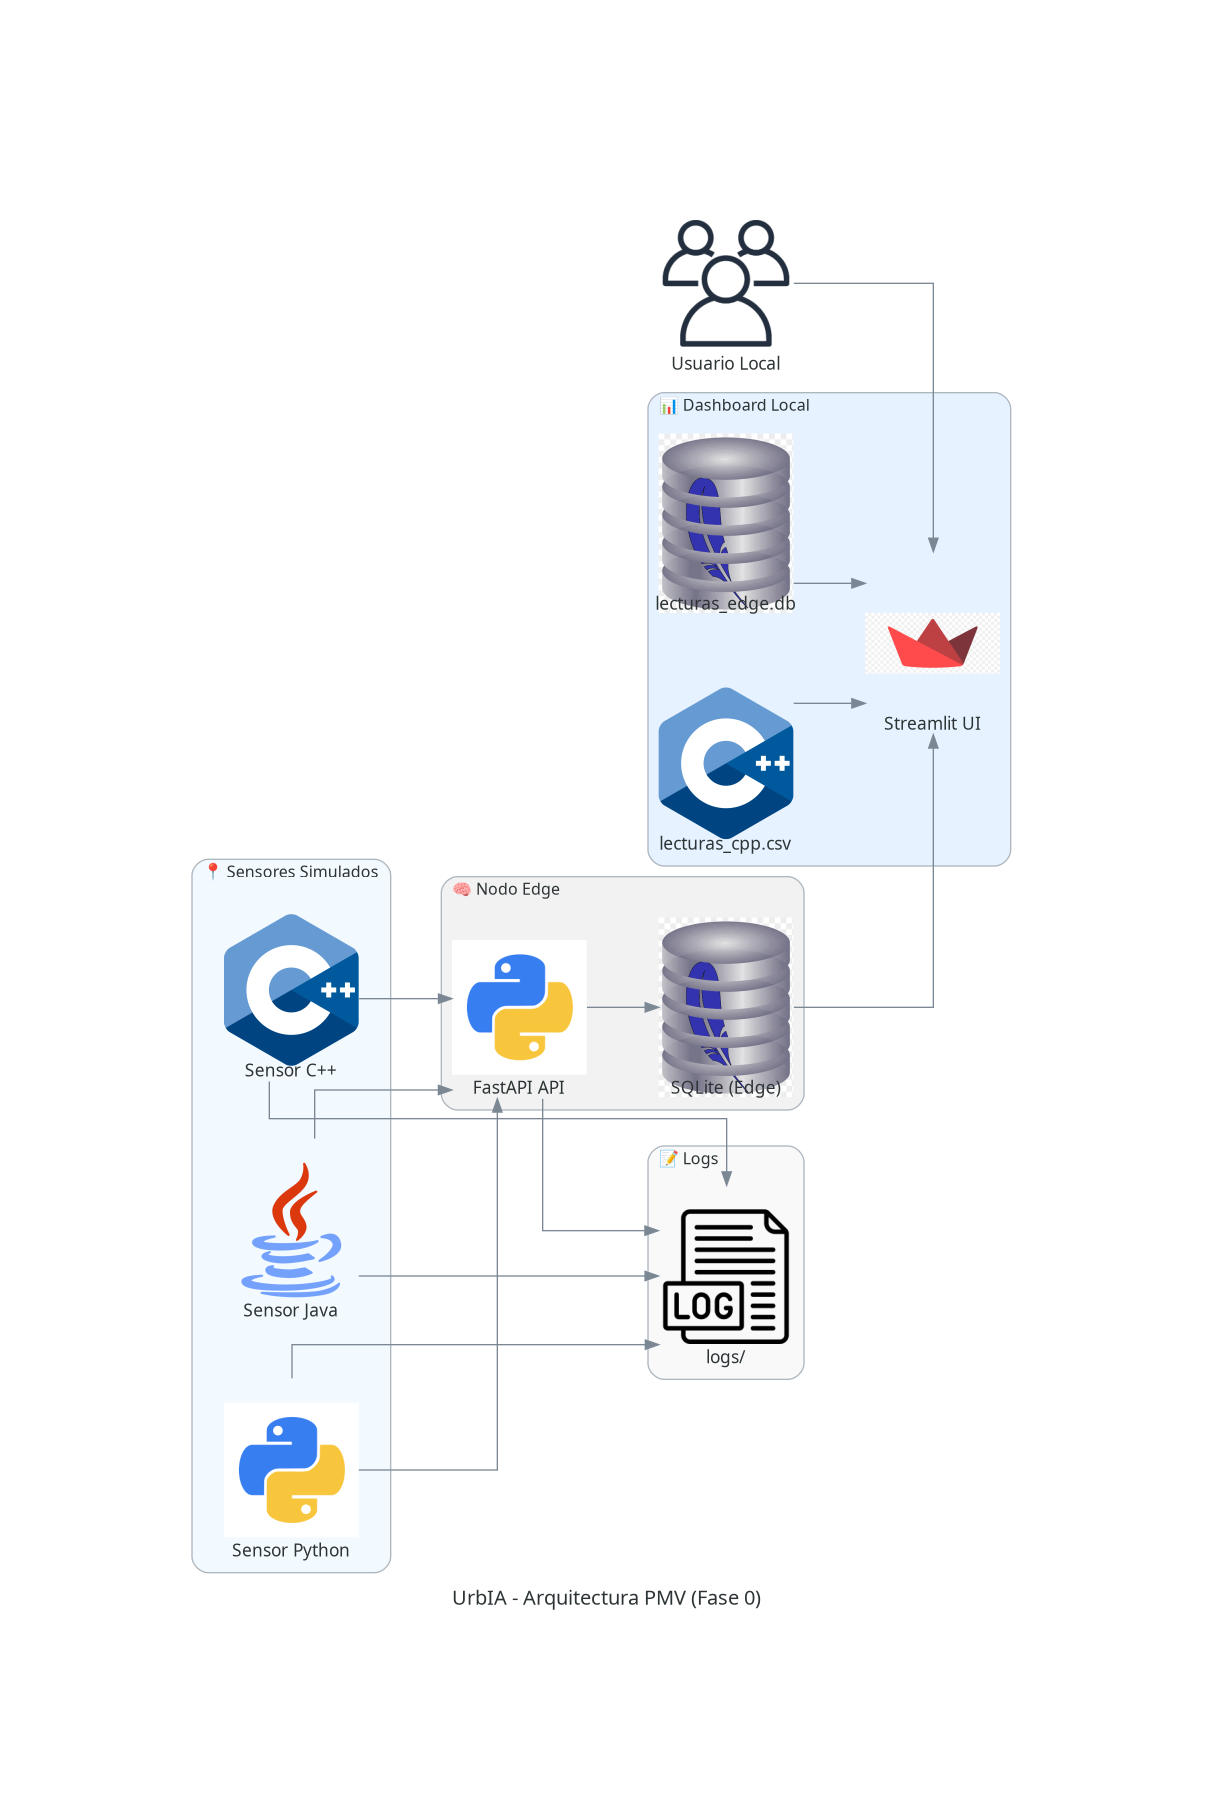 Usuario Local
📊 Dashboard Local
lecturas_edge.db
Streamlit UI
++
lecturas_cpp.csv
📍 Sensores Simulados
🧠 Nodo Edge
++
Sensor C++
FastAPI API
SQLite (Edge)
📝 Logs
LOG
logs/
Sensor Java
Sensor Python
UrbIA - Arquitectura PMV (Fase 0)